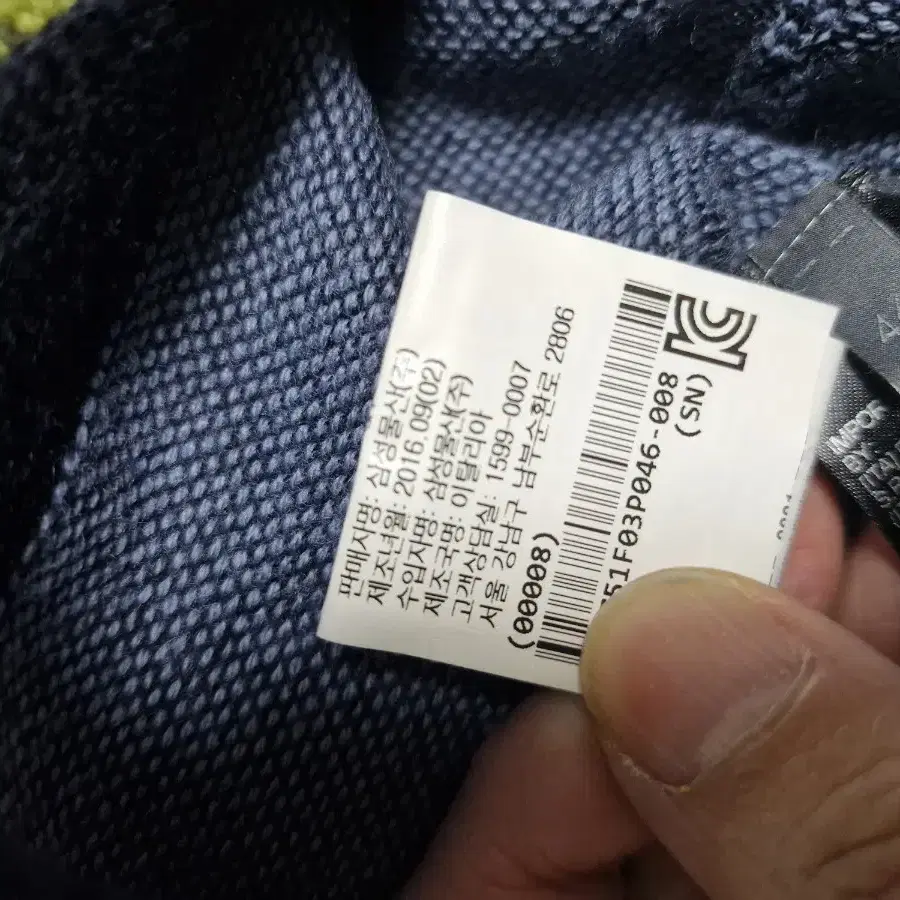 판매사명: 삼성물산(주)
제조년월: 2016.09(02)
수입자명: 삼성물산(주)
제조국명: 이탈리아
고객상담실: 1599-0007
서울 강남구 남부순환로 2806
(00008)
51F03P046-008
(SN)